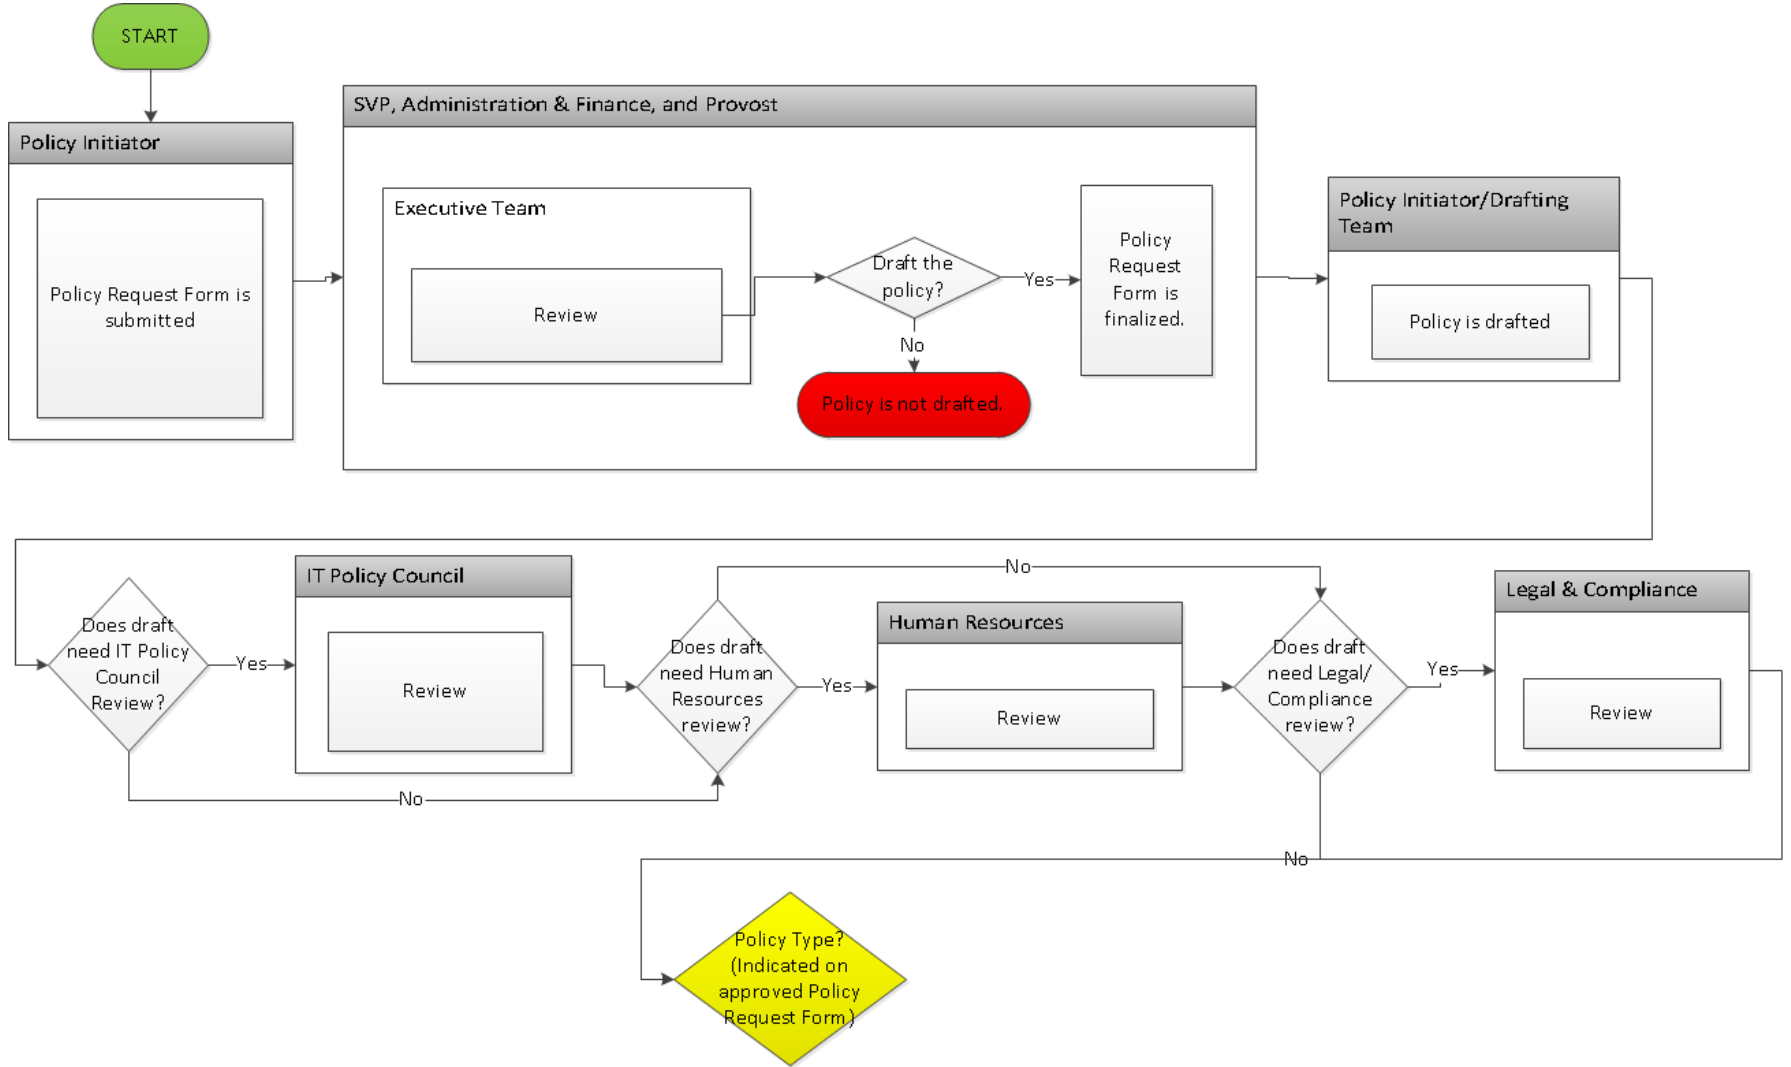 START
Policy Initiator
Policy Request Form is
submitted
SVP, Administration & Finance, and Provost
Executive Team
Review
Draft the
policy?
Yes
No
Policy is not drafted.
Policy
Request
Form is
finalized.
Policy Initiator/Drafting
Team
Policy is drafted
Does draft
need IT Policy
Council
Review?
Yes
No
IT Policy Council
Review
Does draft
need Human
Resources
review?
No
Yes
Human Resources
Review
Does draft
need Legal/
Compliance
review?
Yes
No
Legal & Compliance
Review
Policy Type?
(Indicated on
approved Policy
Request Form)